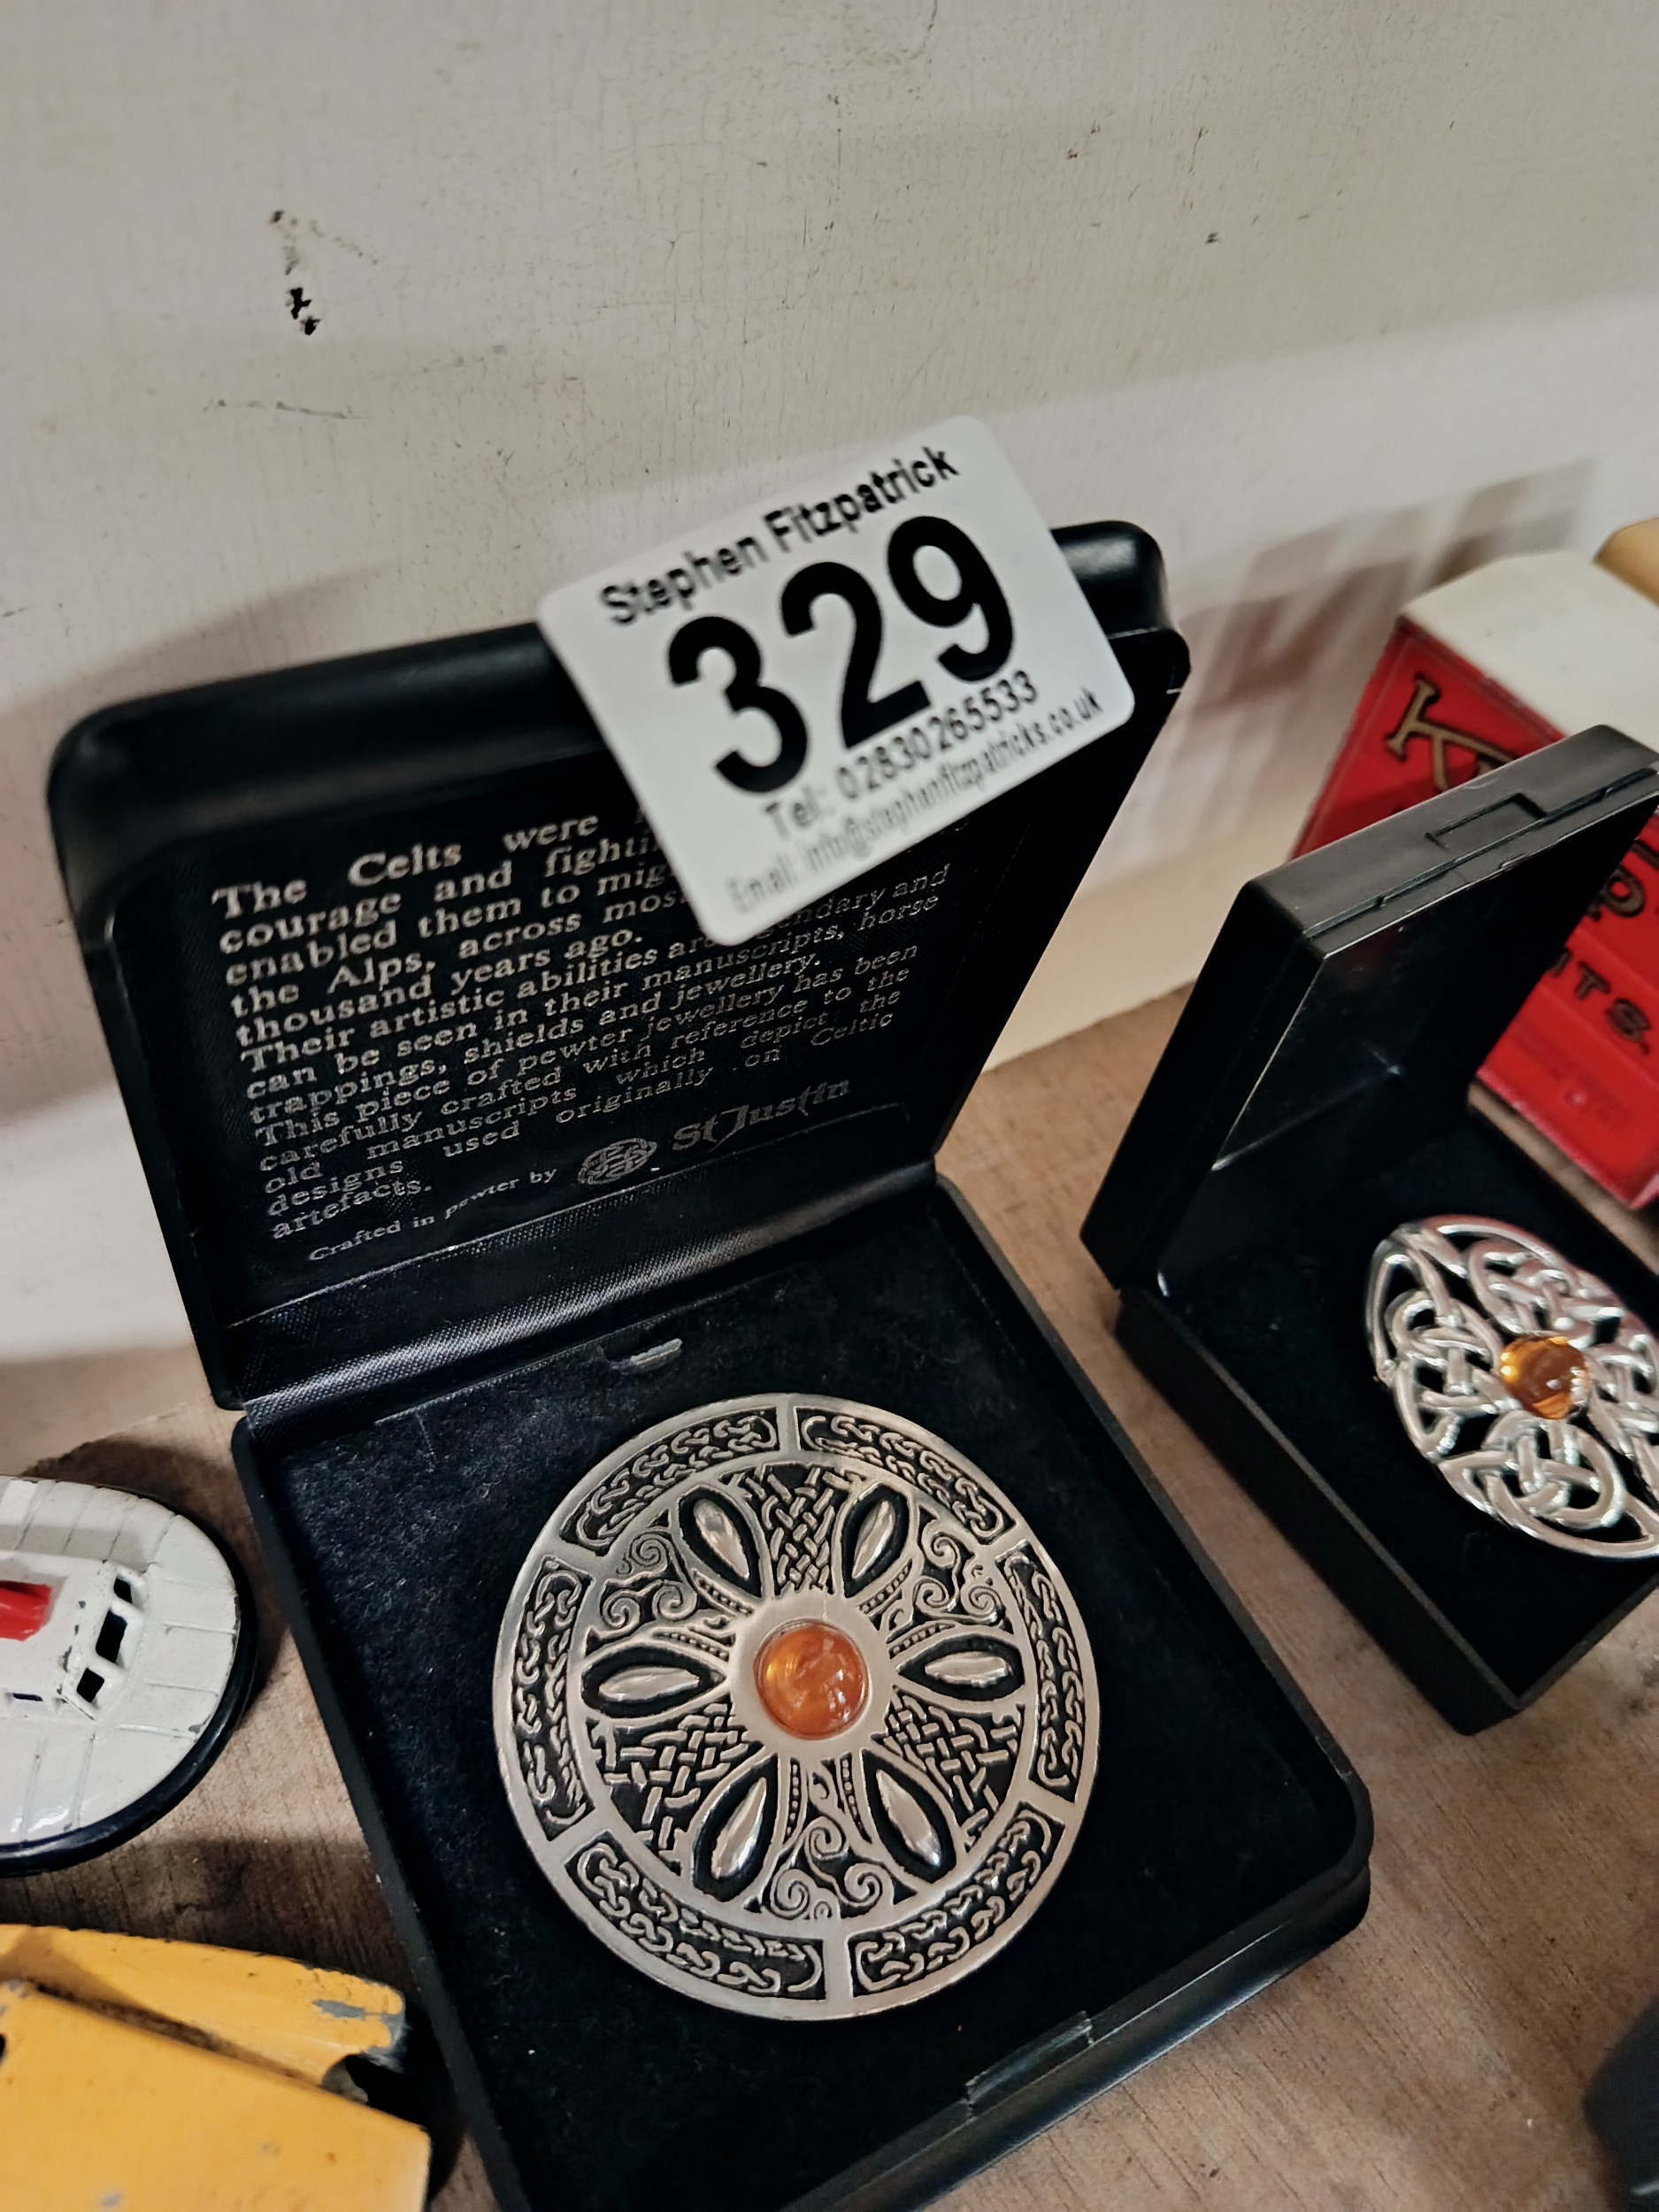 Stephen Fitzpatrick
329
Tel: 02830265533
Email: info@stephenfitzpatricks.co.uk
The Celts were
courage and fighti
enabled them to mig
the Alps, across mos
thousand years ago.
Their artistic abilities are endary and
can be seen in their manuscripts, horse
trappings, shields and jewellery.
This piece of pewter jewellery has been
carefully crafted with reference to the
old manuscripts which depict the
designs used originally on Celtic
artefacts.
Crafted in pewter by St Justin